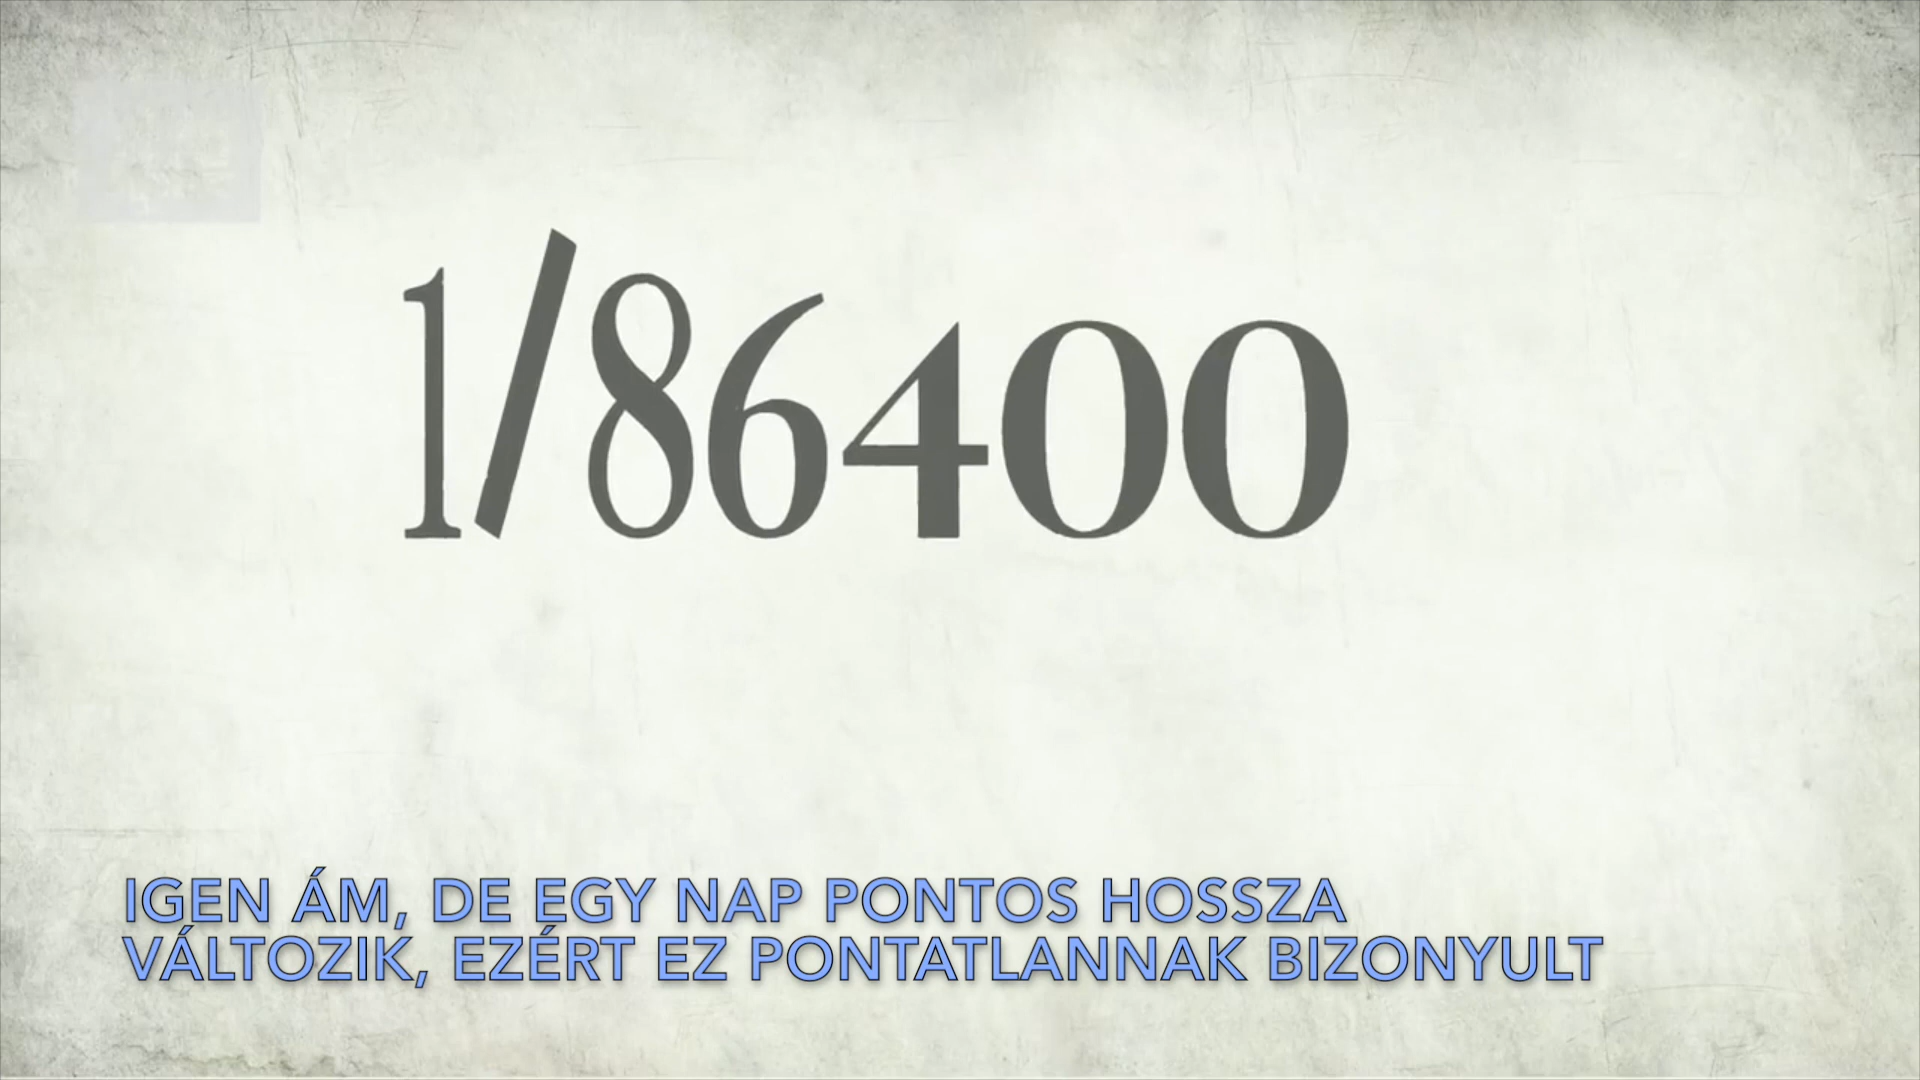 1/86400
IGEN ÁM, DE EGY NAP PONTOS HOSSZA
VÁLTOZIK, EZÉRT EZ PONTATLANNAK BIZONYULT